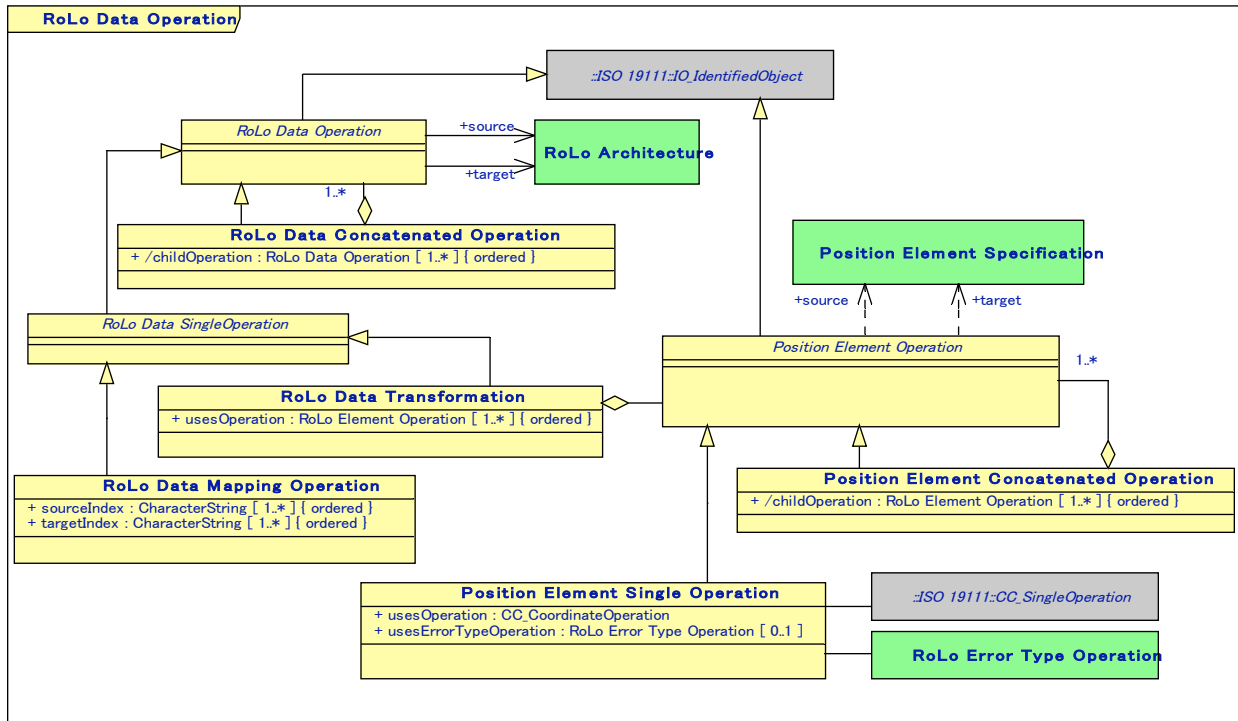 RoLo Data Operation
::ISO 19111::IO_IdentifiedObject
RoLo Data Operation
+source
+target
RoLo Architecture
1..*
RoLo Data Concatenated Operation
+ /childOperation : RoLo Data Operation [ 1..* ] { ordered }
Position Element Specification
+source
+target
RoLo Data SingleOperation
Position Element Operation
1..*
RoLo Data Transformation
+ usesOperation : RoLo Element Operation [ 1..* ] { ordered }
RoLo Data Mapping Operation
+ sourceIndex : CharacterString [ 1..* ] { ordered }
+ targetIndex : CharacterString [ 1..* ] { ordered }
Position Element Concatenated Operation
+ /childOperation : RoLo Element Operation [ 1..* ] { ordered }
Position Element Single Operation
+ usesOperation : CC_CoordinateOperation
+ usesErrorTypeOperation : RoLo Error Type Operation [ 0..1 ]
::ISO 19111::CC_SingleOperation
RoLo Error Type Operation